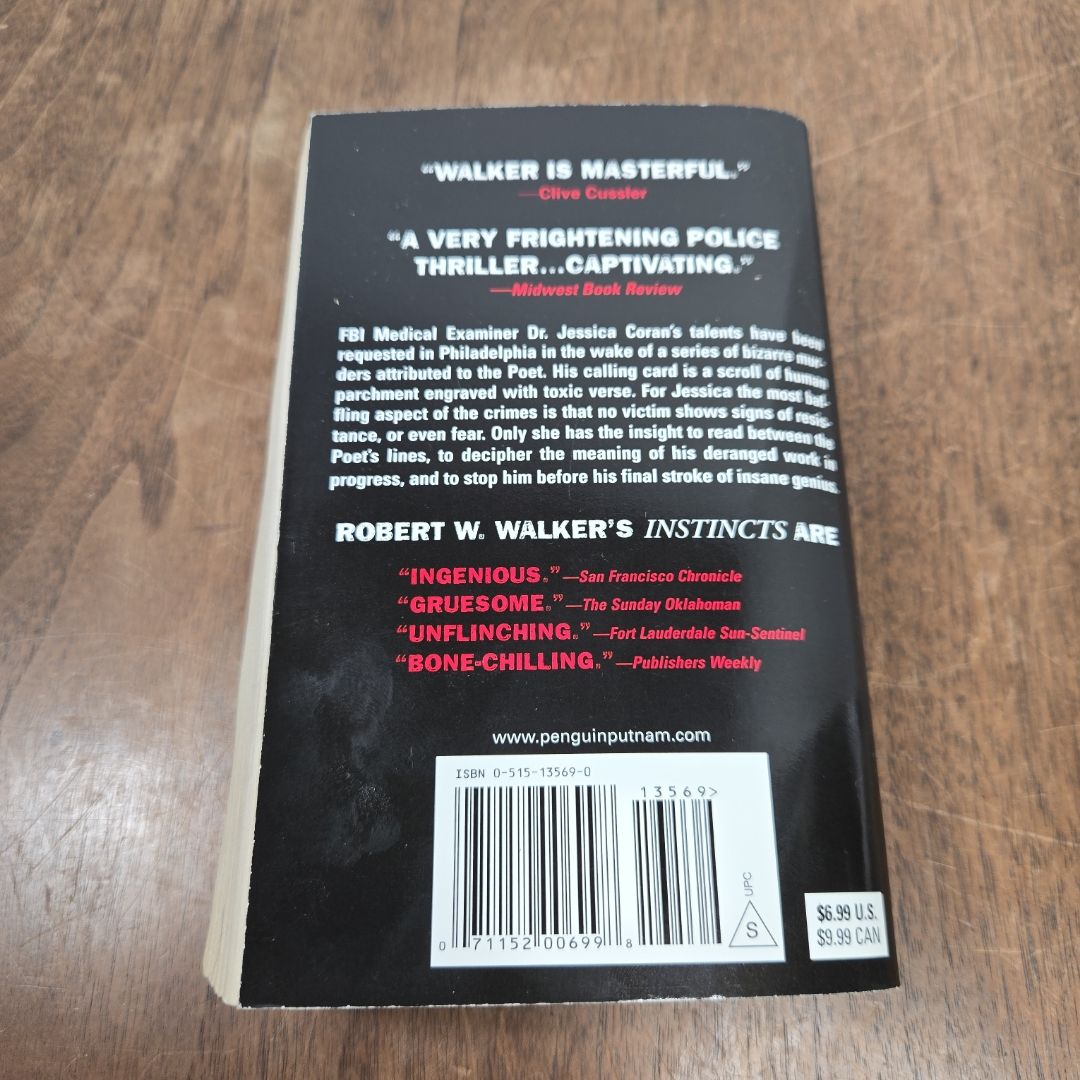 “WALKER IS MASTERFUL.”
—Clive Cussler
“A VERY FRIGHTENING POLICE
THRILLER...CAPTIVATING.”
—Midwest Book Review
FBI Medical Examiner Dr. Jessica Coran’s talents have been
requested in Philadelphia in the wake of a series of bizarre mur-
ders attributed to the Poet. His calling card is a scroll of human
parchment engraved with toxic verse. For Jessica the most baf-
fling aspect of the crimes is that no victim shows signs of resis-
tance, or even fear. Only she has the insight to read between the
Poet’s lines, to decipher the meaning of his deranged work in
progress, and to stop him before his final stroke of insane genius.
ROBERT W. WALKER’S INSTINCTS ARE
“INGENIOUS.”—San Francisco Chronicle
“GRUESOME.”—The Sunday Oklahoman
“UNFLINCHING.”—Fort Lauderdale Sun-Sentinel
“BONE-CHILLING.”—Publishers Weekly
www.penguinputnam.com
ISBN 0-515-13569-0
13569>
UPC
S
0 71152 00699 8
$6.99 U.S.
$9.99 CAN